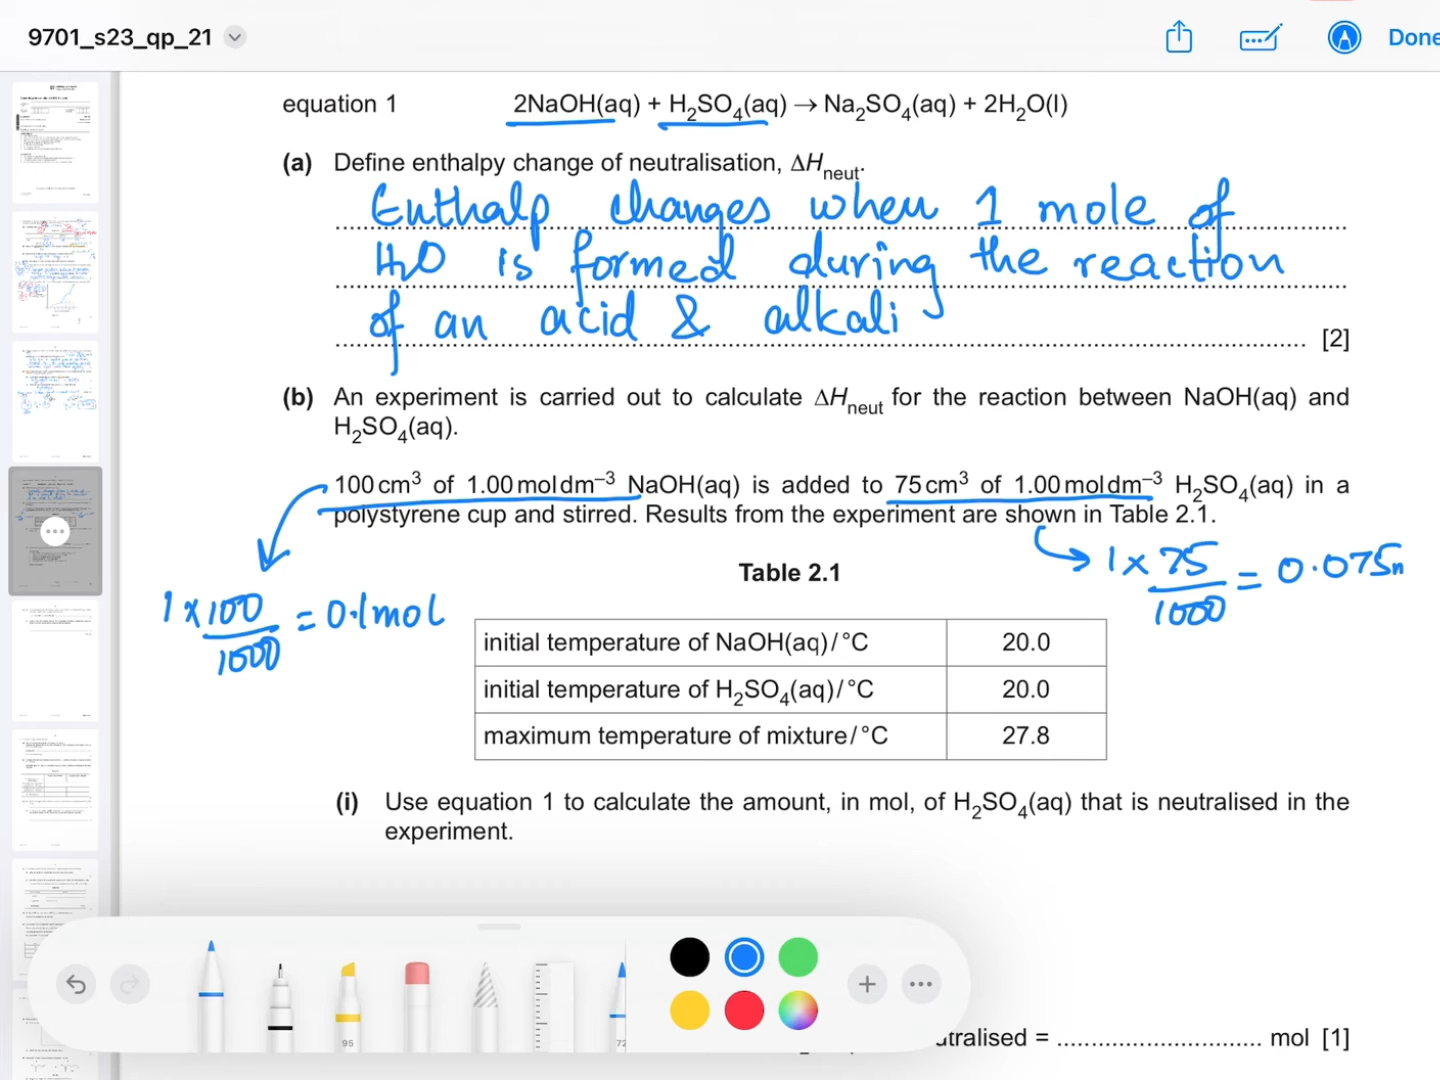 9701_s23_qp_21
Done
equation 1 2NaOH(aq) + H₂SO₄(aq) → Na₂SO₄(aq) + 2H₂O(l)
(a) Define enthalpy change of neutralisation, ΔHneut.
Enthalp changes when 1 mole of
H₂O is formed during the reaction
of an acid & alkali
[2]
(b) An experiment is carried out to calculate ΔHneut for the reaction between NaOH(aq) and
H₂SO₄(aq).
100 cm³ of 1.00 mol dm⁻³ NaOH(aq) is added to 75 cm³ of 1.00 mol dm⁻³ H₂SO₄(aq) in a
polystyrene cup and stirred. Results from the experiment are shown in Table 2.1.
1 × 75/1000 = 0.075m
Table 2.1
1 × 100/1000 = 0.1mol
initial temperature of NaOH(aq)/°C 20.0
initial temperature of H₂SO₄(aq)/°C 20.0
maximum temperature of mixture/°C 27.8
(i) Use equation 1 to calculate the amount, in mol, of H₂SO₄(aq) that is neutralised in the
experiment.
95
72
utralised = .............................. mol [1]